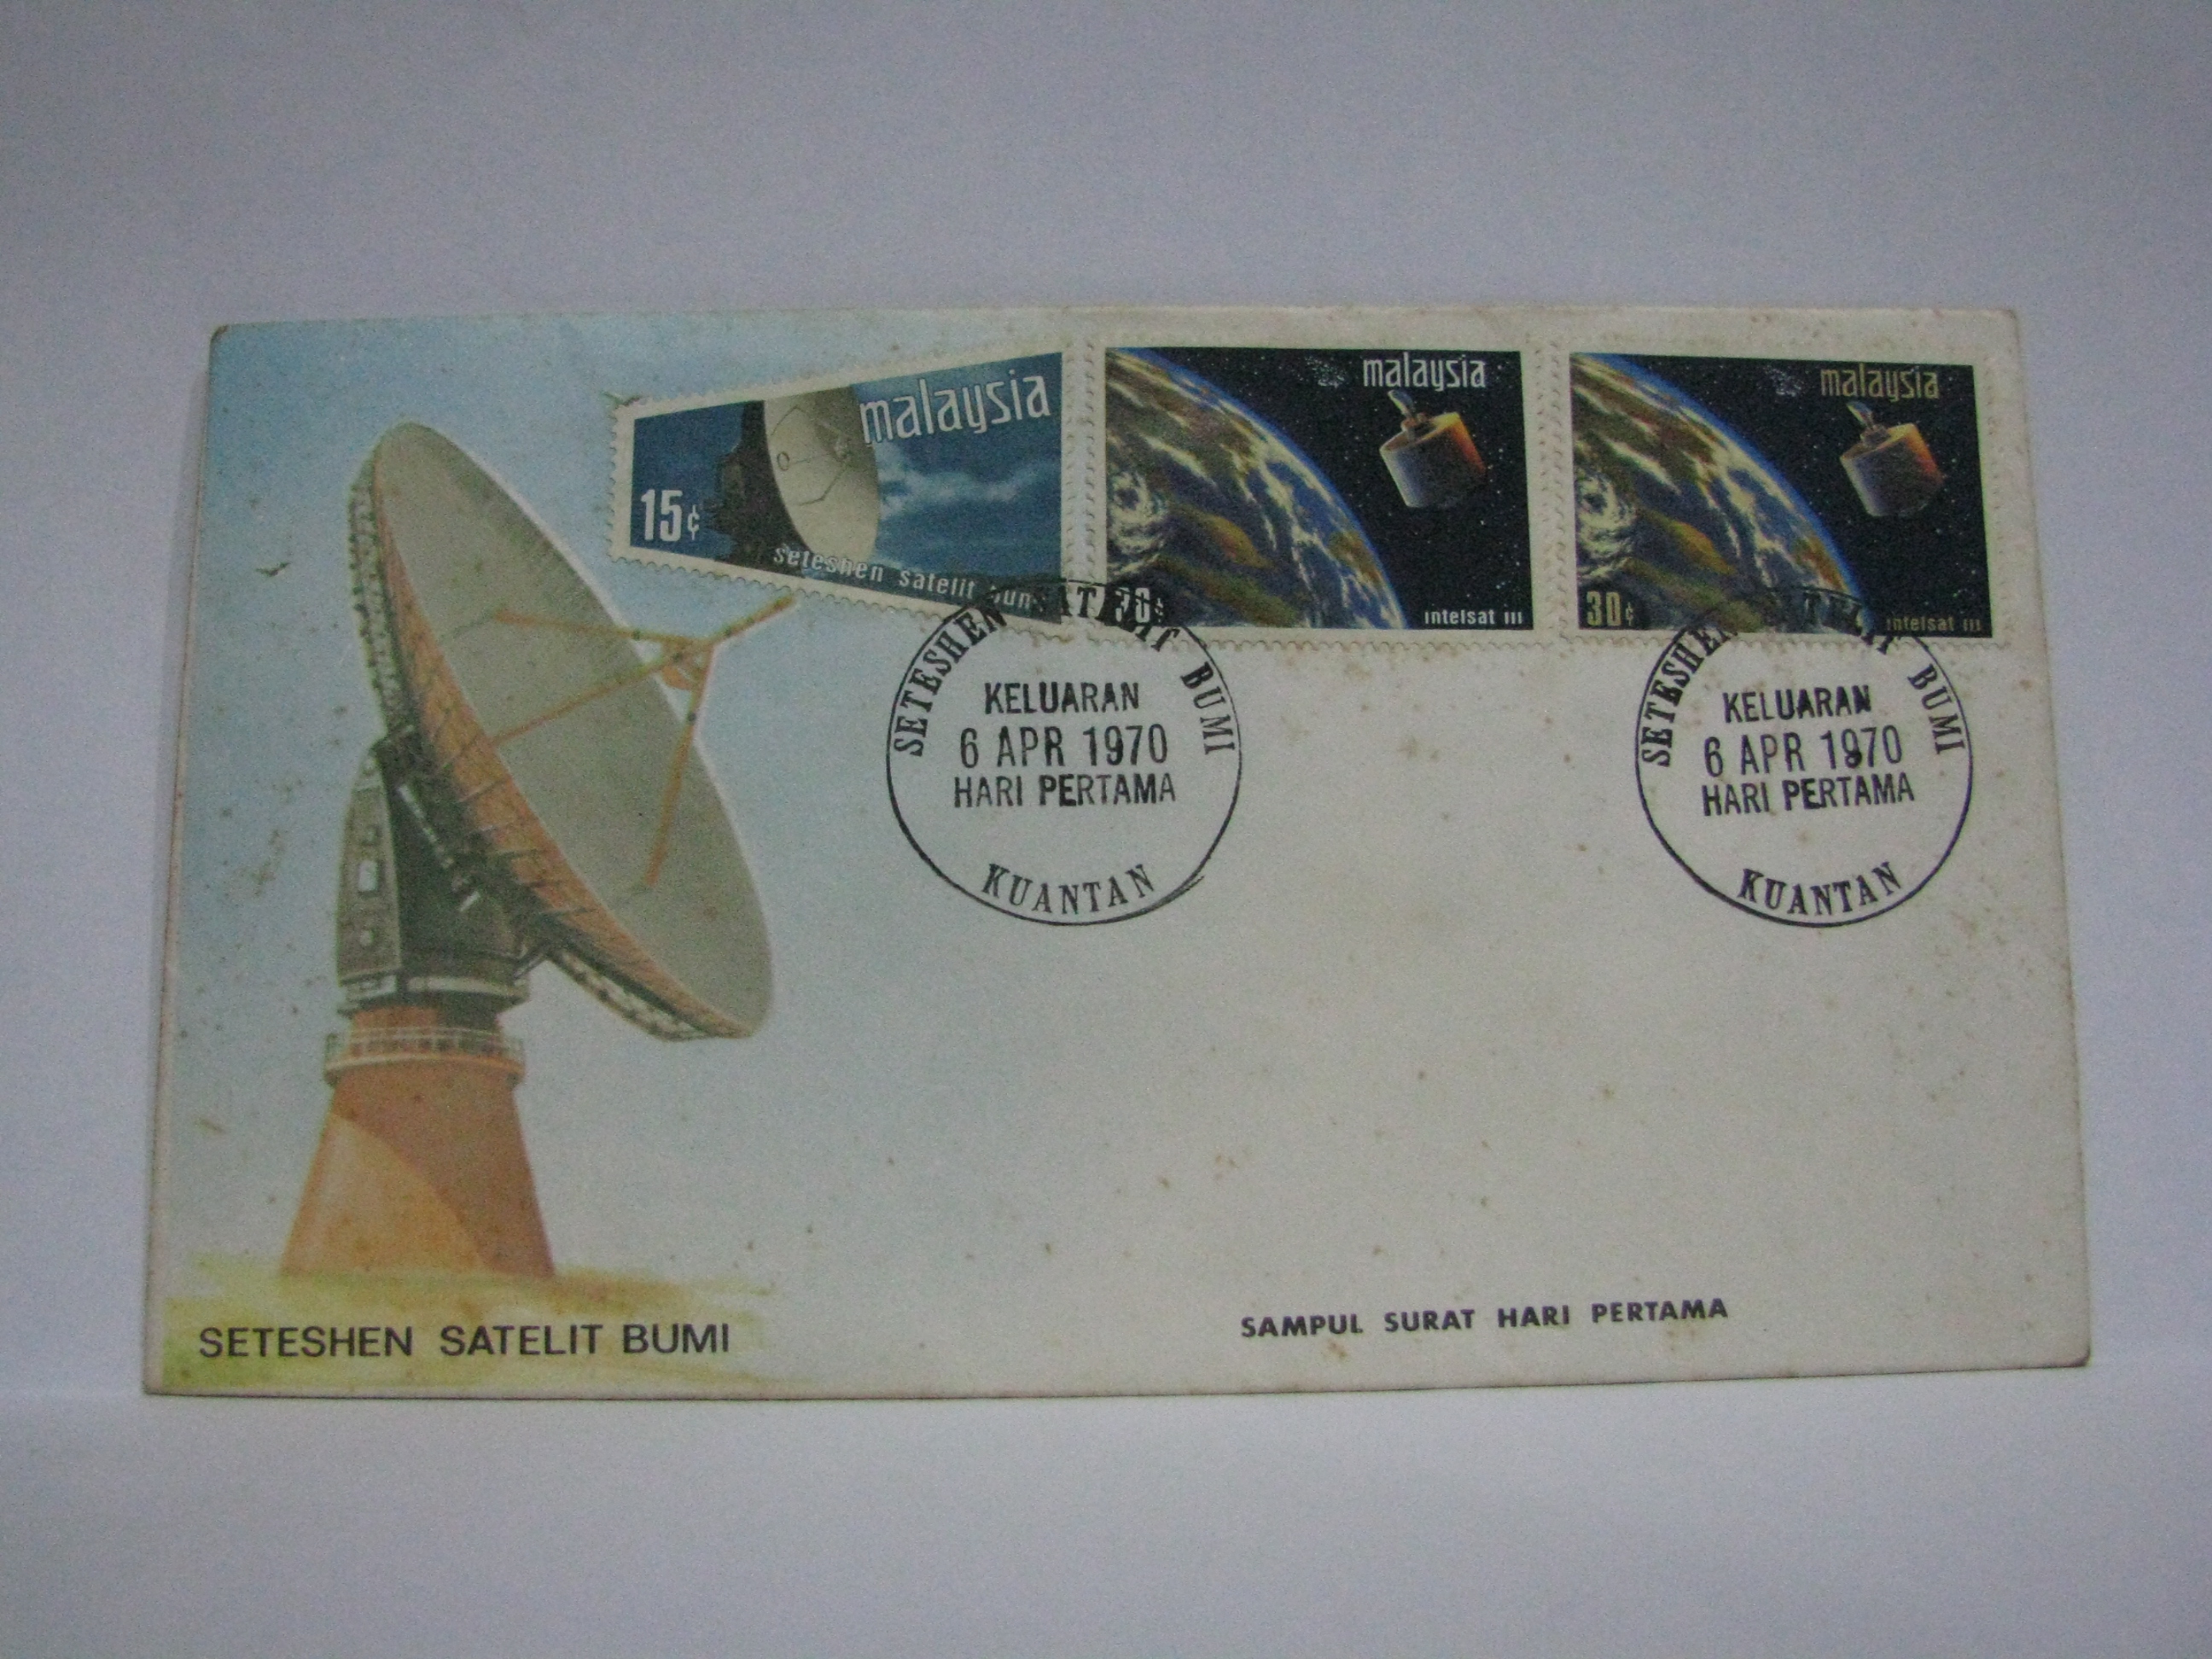 malaysia
15¢
seteshen satelit bumi
malaysia
30¢
intelsat III
malaysia
30¢
intelsat III
SETESHEN SATELIT BUMI
KELUARAN
6 APR 1970
HARI PERTAMA
KUANTAN
SETESHEN SATELIT BUMI
KELUARAN
6 APR 1970
HARI PERTAMA
KUANTAN
SETESHEN SATELIT BUMI
SAMPUL SURAT HARI PERTAMA